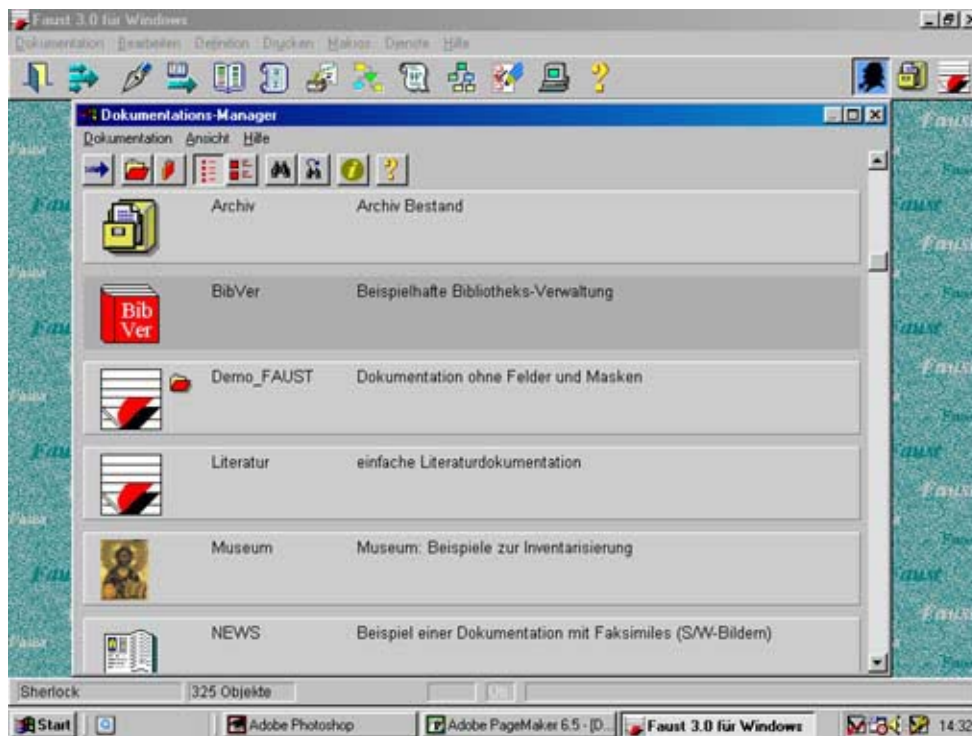 Faust 3.0 für Windows
Dokumentation Bearbeiten Definition Drucken Makros Dienste Hilfe
Dokumentations-Manager
Dokumentation Ansicht Hilfe
Archiv Archiv Bestand
BibVer Beispielhafte Bibliotheks-Verwaltung
Bib
Ver
Demo_FAUST Dokumentation ohne Felder und Masken
Literatur einfache Literaturdokumentation
Museum Museum: Beispiele zur Inventarisierung
NEWS Beispiel einer Dokumentation mit Faksimiles (S/W-Bildern)
Sherlock 325 Objekte
Start Adobe Photoshop Adobe PageMaker 6.5 - [D... Faust 3.0 für Windows 14:32
Faust